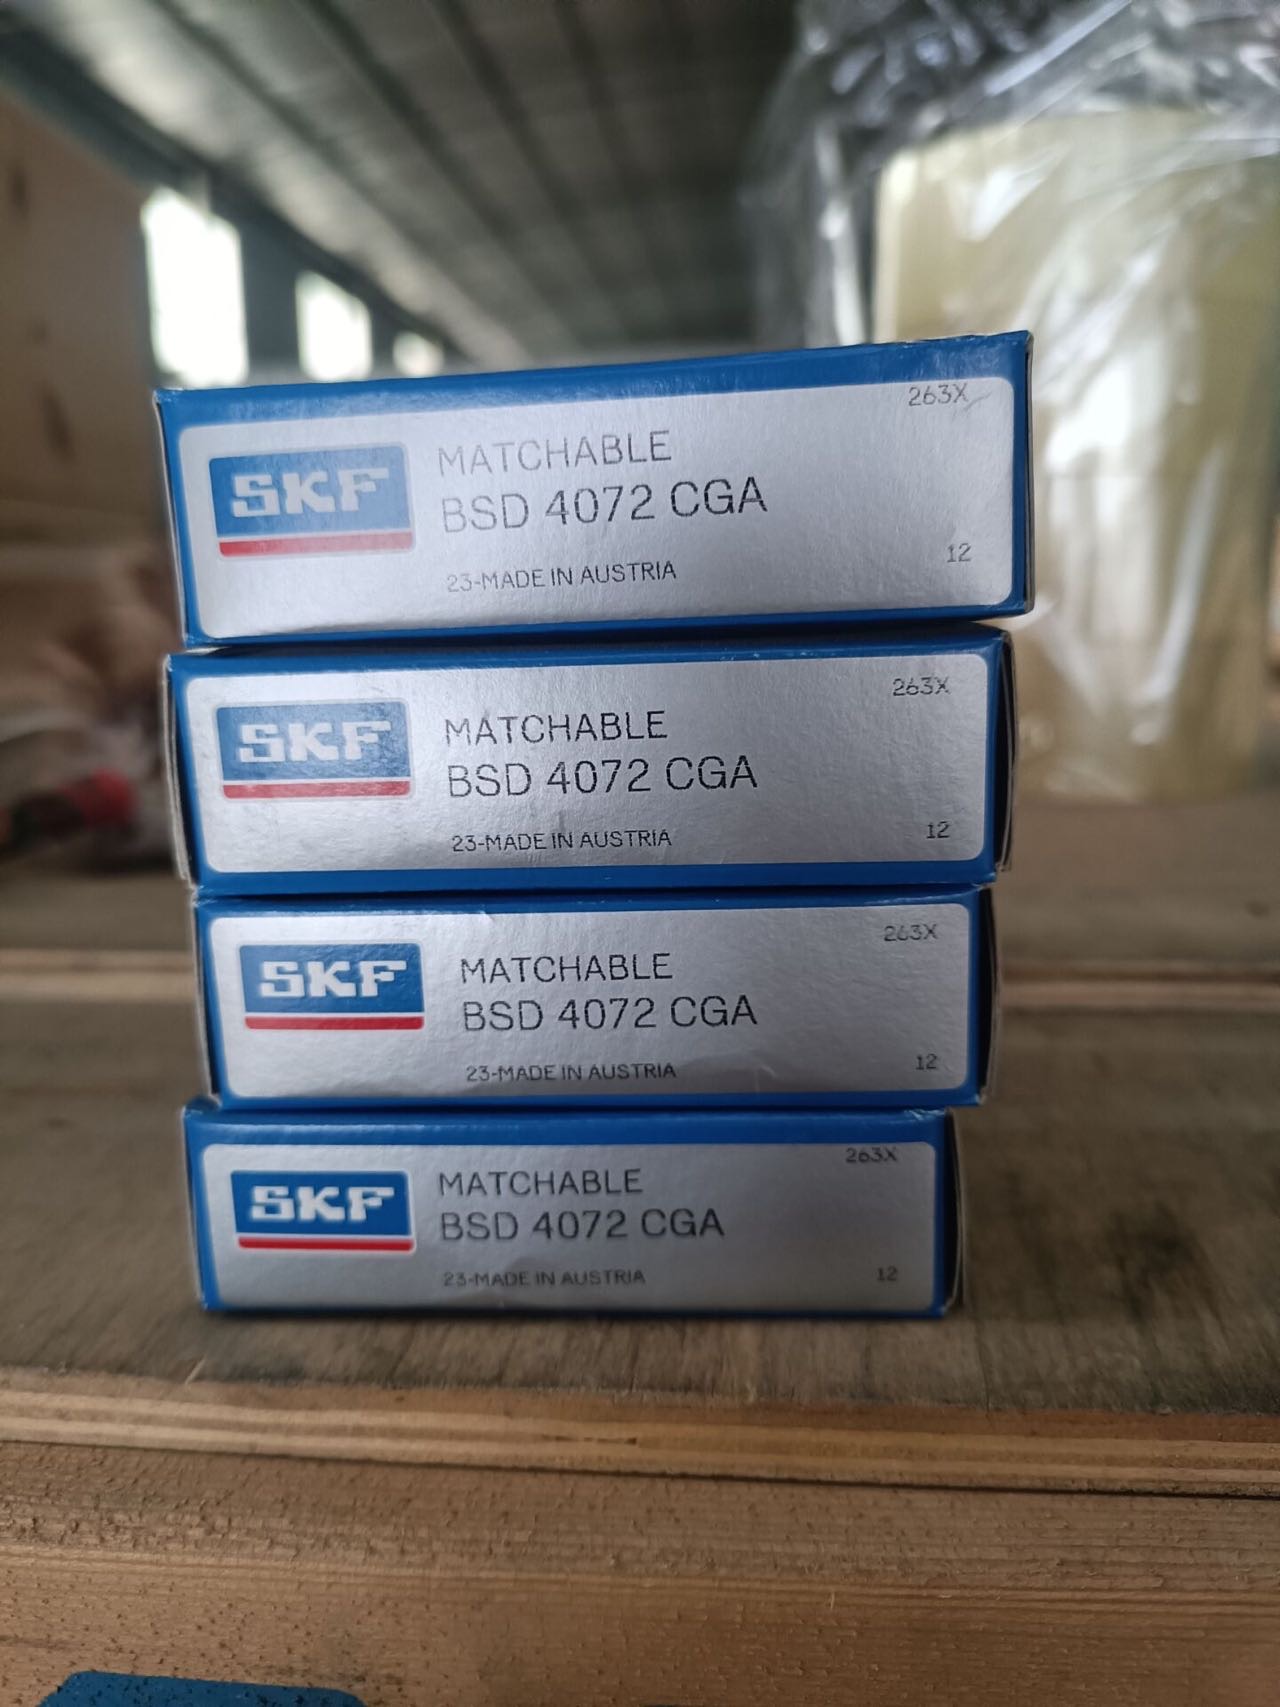 263X
SKF
MATCHABLE
BSD 4072 CGA
12
23-MADE IN AUSTRIA
263X
SKF
MATCHABLE
BSD 4072 CGA
12
23-MADE IN AUSTRIA
263X
SKF
MATCHABLE
BSD 4072 CGA
12
23-MADE IN AUSTRIA
263X
SKF
MATCHABLE
BSD 4072 CGA
12
23-MADE IN AUSTRIA